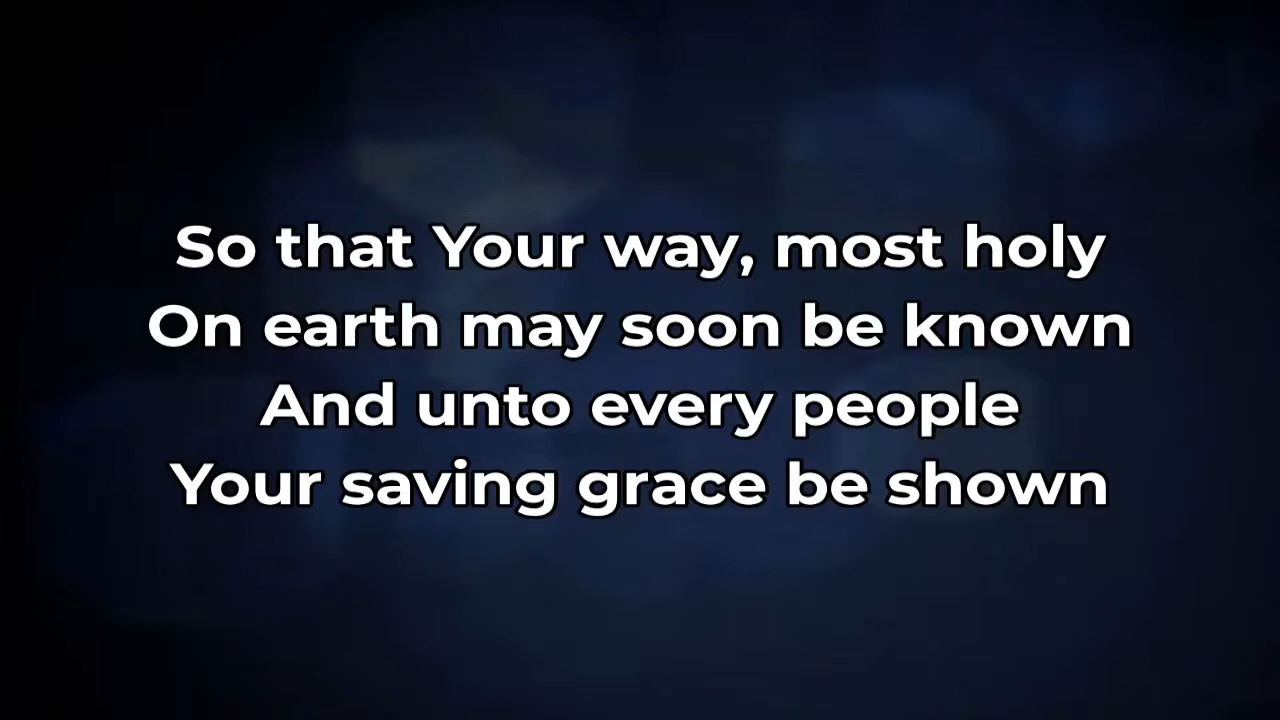 So that Your way, most holy
On earth may soon be known
And unto every people
Your saving grace be shown